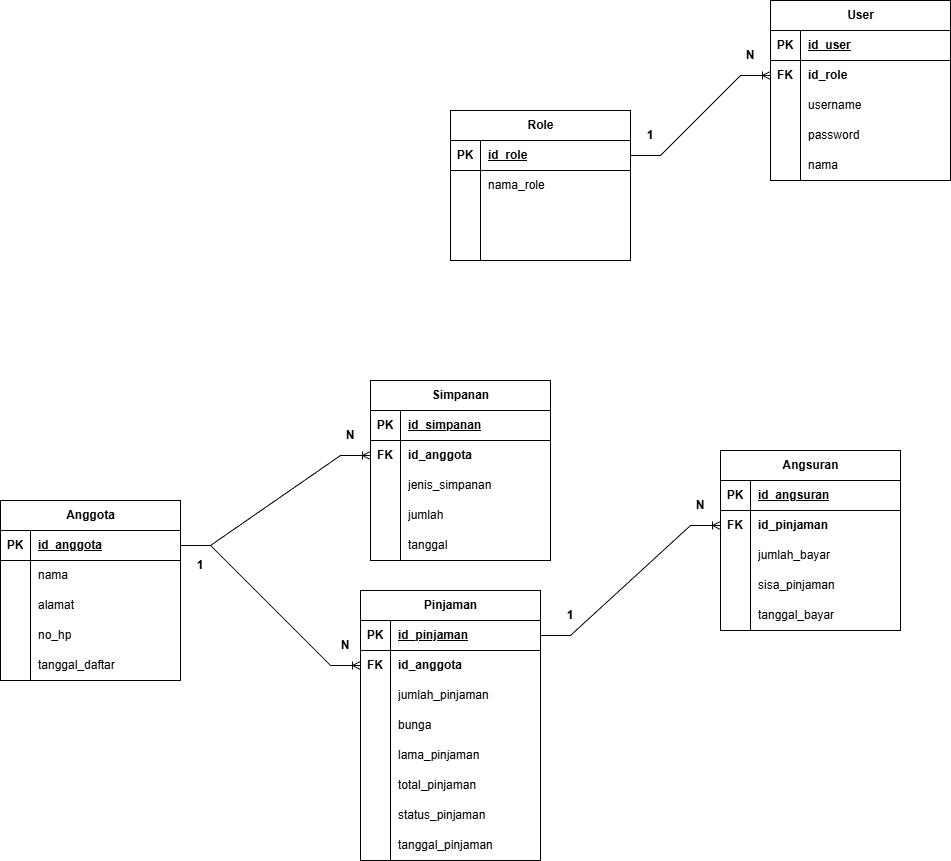 User
PK id_user
N
FK id_role
username
password
nama
Role
1
PK id_role
nama_role
Simpanan
PK id_simpanan
N
FK id_anggota
jenis_simpanan
jumlah
tanggal
Angsuran
PK id_angsuran
N
FK id_pinjaman
jumlah_bayar
sisa_pinjaman
tanggal_bayar
Anggota
PK id_anggota
1
nama
alamat
no_hp
tanggal_daftar
Pinjaman
PK id_pinjaman
1
N
FK id_anggota
jumlah_pinjaman
bunga
lama_pinjaman
total_pinjaman
status_pinjaman
tanggal_pinjaman